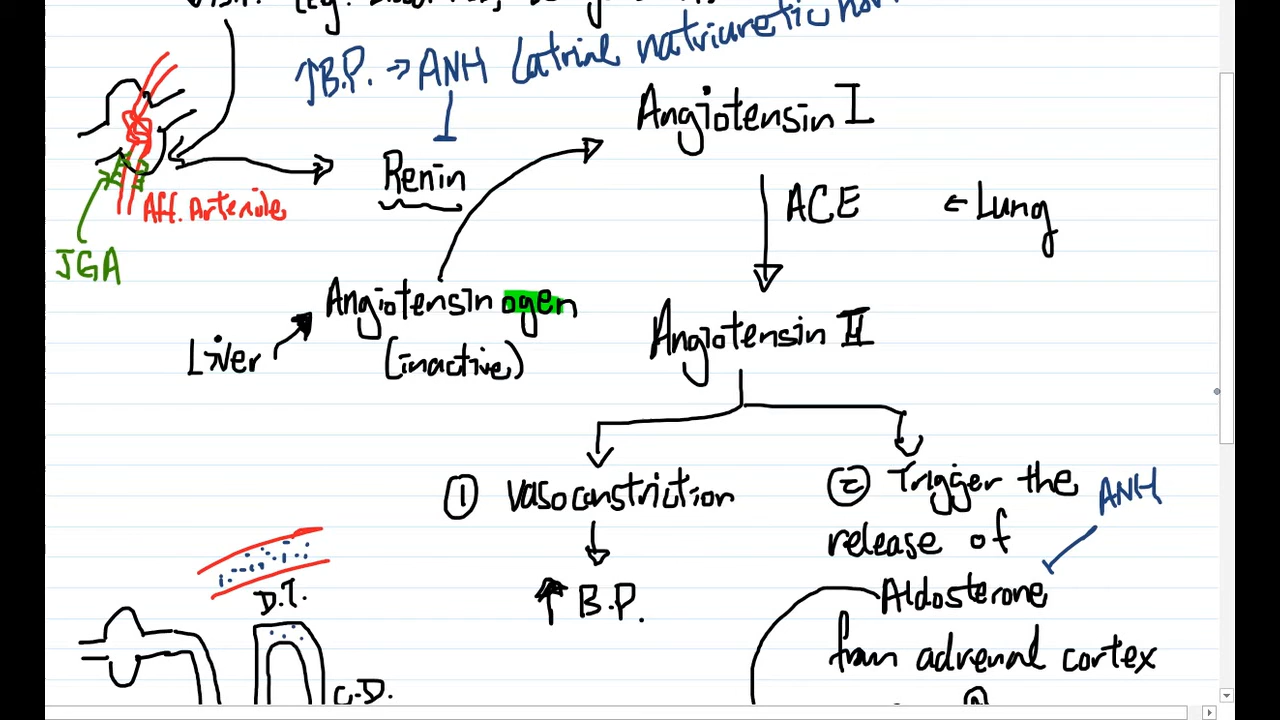 ↑B.P. → ANH (atrial natriuretic
Angiotensin I
Renin
ACE ← Lung
Aff. Arteriole
JGA
Angiotensinogen
(inactive)
Liver
Angiotensin II
① Vasoconstriction
↑ B.P.
② Trigger the
release of
Aldosterone
from adrenal cortex
ANH
D.T.
C.D.